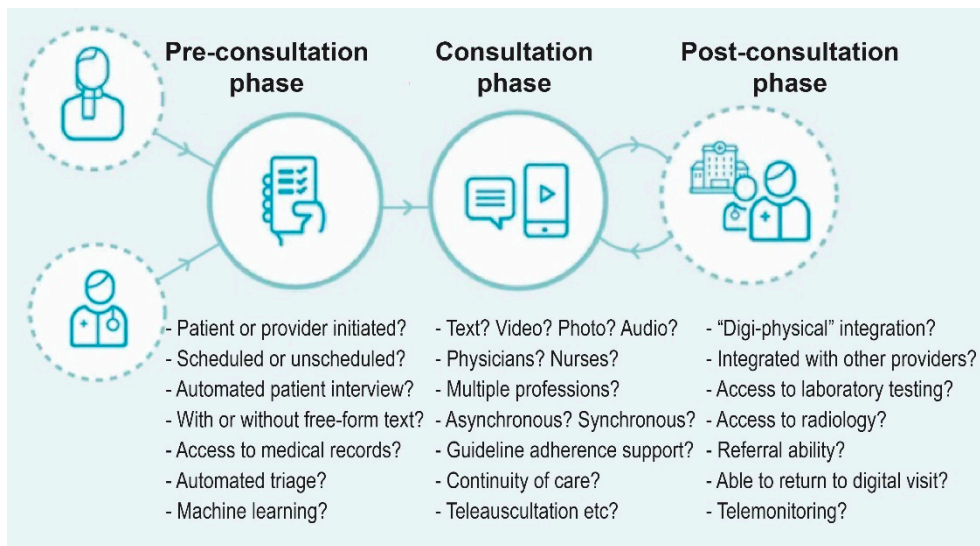 Pre-consultation
phase
- Patient or provider initiated?
- Scheduled or unscheduled?
- Automated patient interview?
- With or without free-form text?
- Access to medical records?
- Automated triage?
- Machine learning?
Consultation
phase
- Text? Video? Photo? Audio?
- Physicians? Nurses?
- Multiple professions?
- Asynchronous? Synchronous?
- Guideline adherence support?
- Continuity of care?
- Teleauscultation etc?
Post-consultation
phase
- “Digi-physical” integration?
- Integrated with other providers?
- Access to laboratory testing?
- Access to radiology?
- Referral ability?
- Able to return to digital visit?
- Telemonitoring?